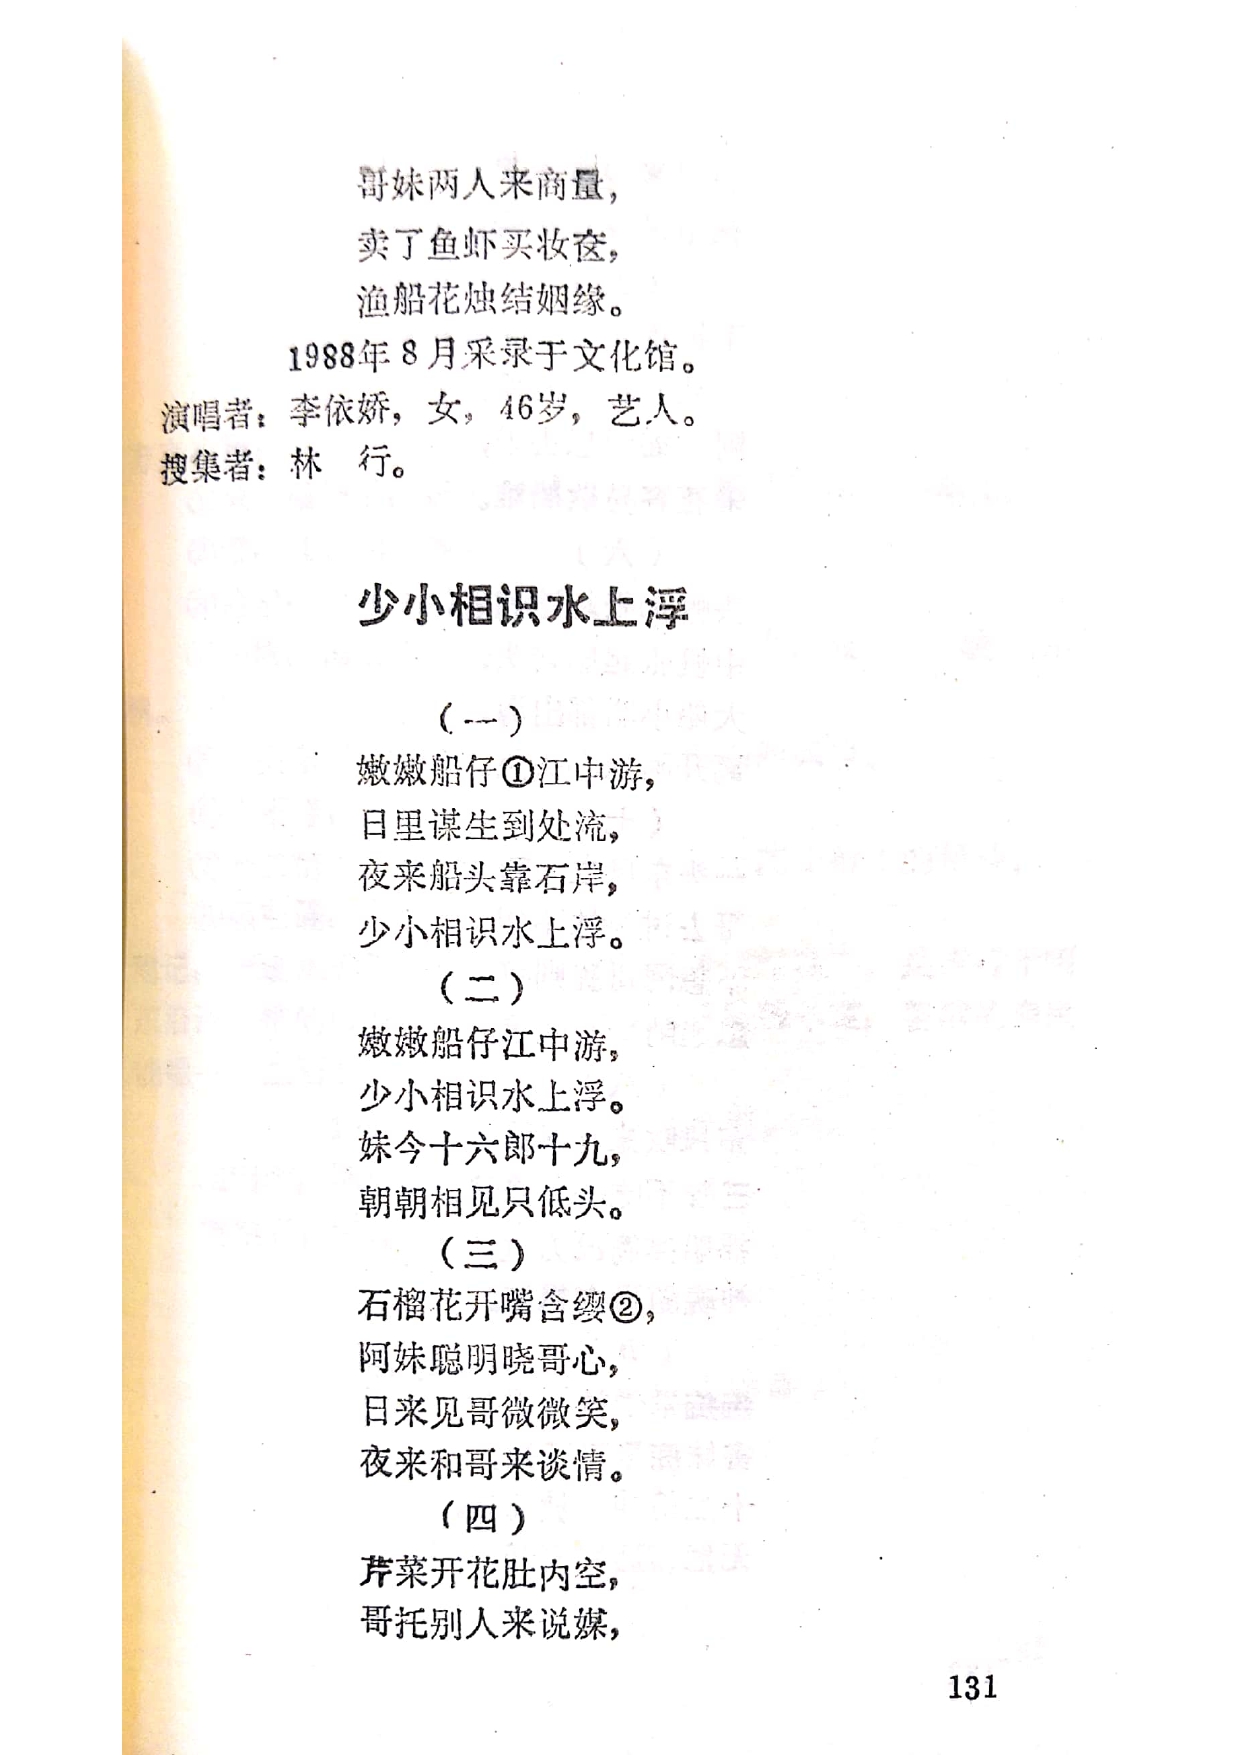 哥妹两人来商量，
卖了鱼虾买妆奁，
渔船花烛结姻缘。
1988年8月采录于文化馆。
演唱者：李依娇，女，46岁，艺人。
搜集者：林　行。
少小相识水上浮
（一）
嫩嫩船仔①江中游，
日里谋生到处流，
夜来船头靠石岸，
少小相识水上浮。
（二）
嫩嫩船仔江中游，
少小相识水上浮。
妹今十六郎十九，
朝朝相见只低头。
（三）
石榴花开嘴含缨②，
阿妹聪明晓哥心，
日来见哥微微笑，
夜来和哥来谈情。
（四）
芹菜开花肚内空，
哥托别人来说媒，
131